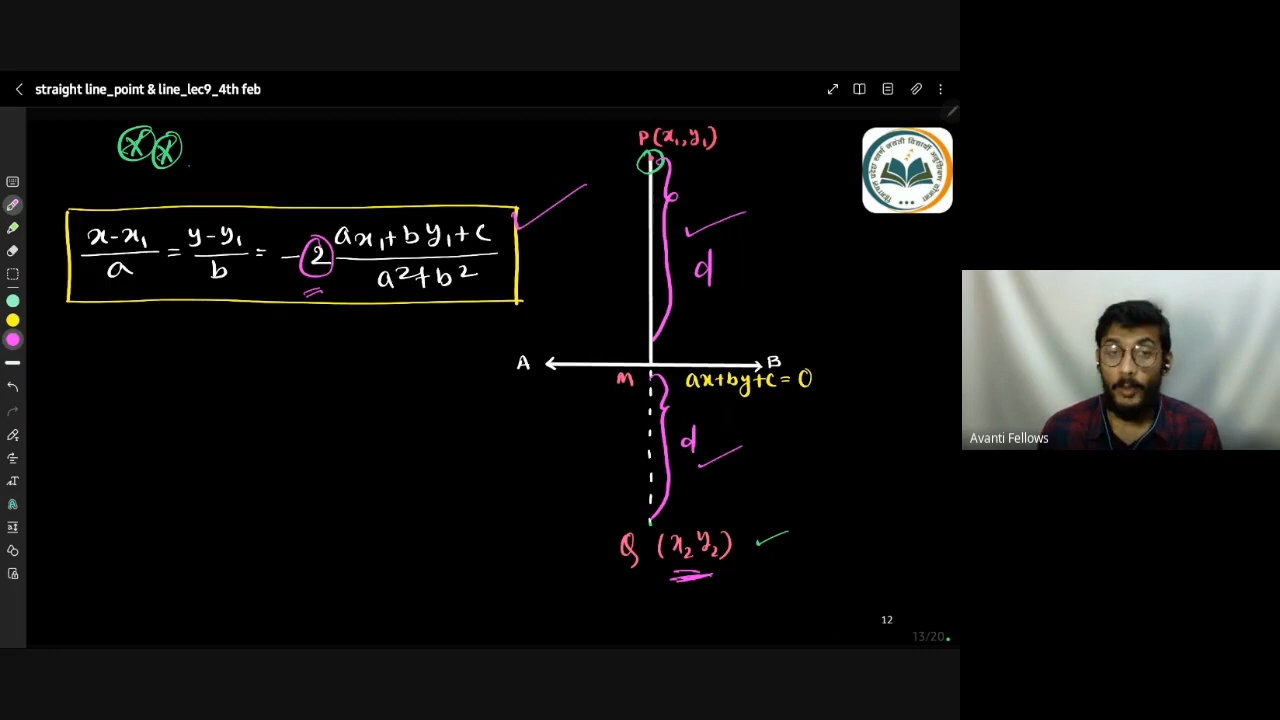 straight line_point & line_lec9_4th feb
P(x₁, y₁)
x-x₁/a = y-y₁/b = -2 ax₁+by₁+c/a²+b²
d
A
B
M
ax+by+c=0
d
Q (x₂ y₂)
12
13/20
Avanti Fellows